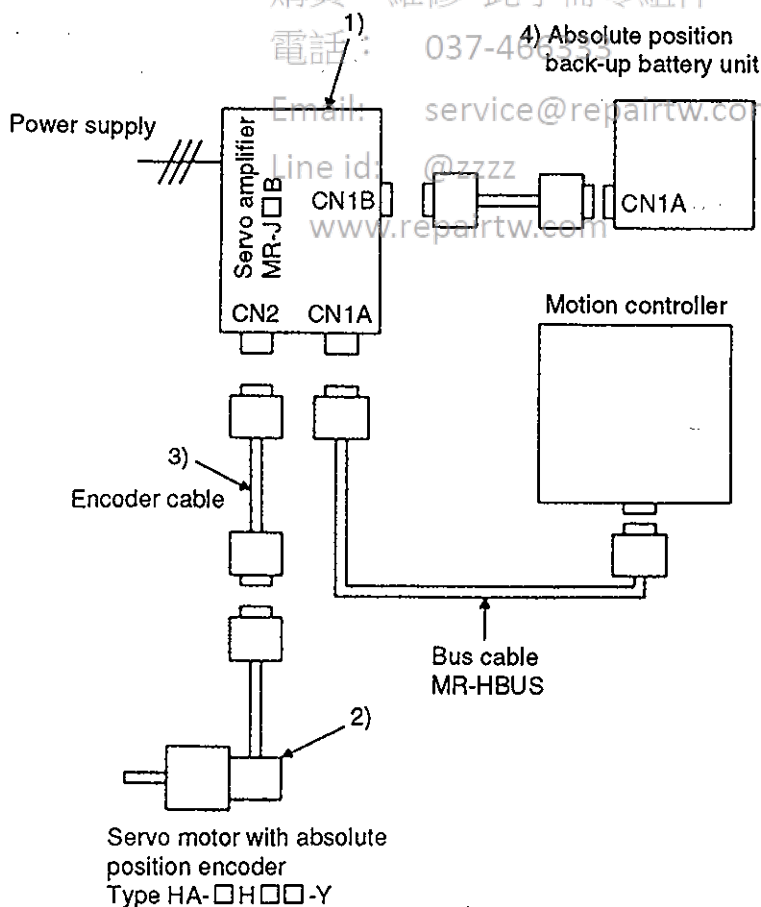 電話： 037-466333
Email: service@repairtw.com
Line id: @zzzz
www.repairtw.com
1)
4) Absolute position
back-up battery unit
Power supply
Servo amplifier
MR-J□B
CN1B
CN1A
CN2
CN1A
Motion controller
3)
Encoder cable
Bus cable
MR-HBUS
2)
Servo motor with absolute
position encoder
Type HA-□H□□-Y